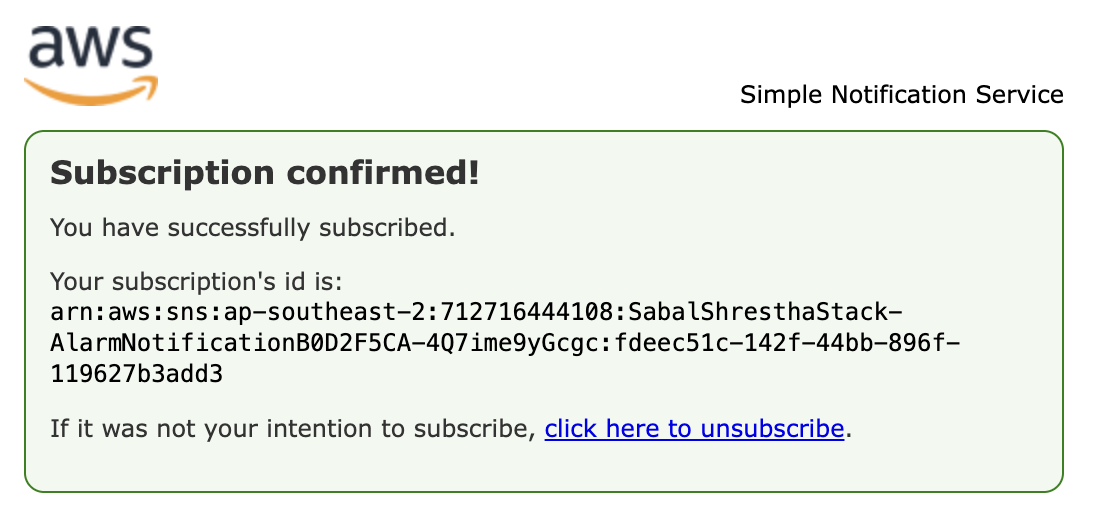 aws
Simple Notification Service
Subscription confirmed!
You have successfully subscribed.
Your subscription's id is:
arn:aws:sns:ap-southeast-2:712716444108:SabalShresthaStack-
AlarmNotificationB0D2F5CA-4Q7ime9yGcgc:fdeec51c-142f-44bb-896f-
119627b3add3
If it was not your intention to subscribe, click here to unsubscribe.